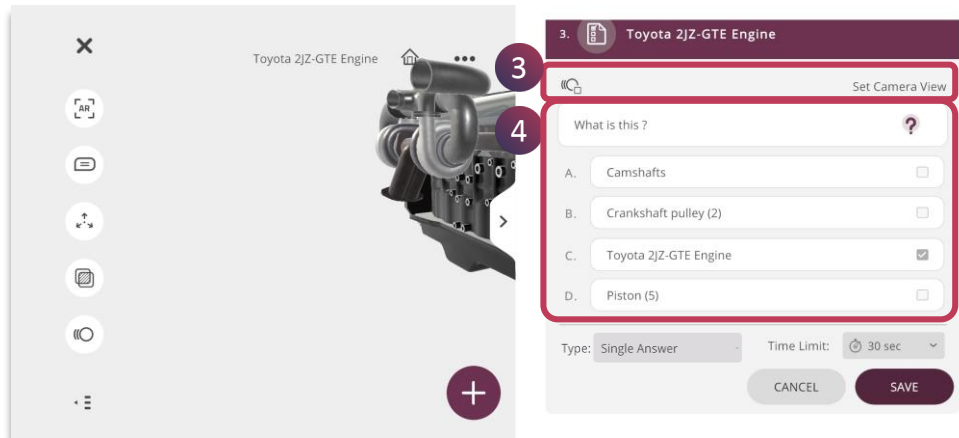 Toyota 2JZ-GTE Engine
AR
3
4
3. Toyota 2JZ-GTE Engine
Set Camera View
What is this ? ?
A. Camshafts
B. Crankshaft pulley (2)
C. Toyota 2JZ-GTE Engine
D. Piston (5)
Type: Single Answer Time Limit: 30 sec
CANCEL SAVE